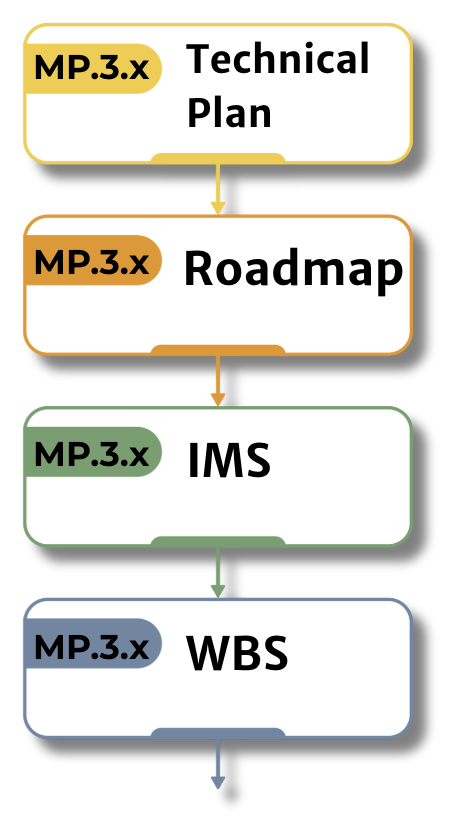 MP.3.x
Technical
Plan
MP.3.x
Roadmap
MP.3.x
IMS
MP.3.x
WBS